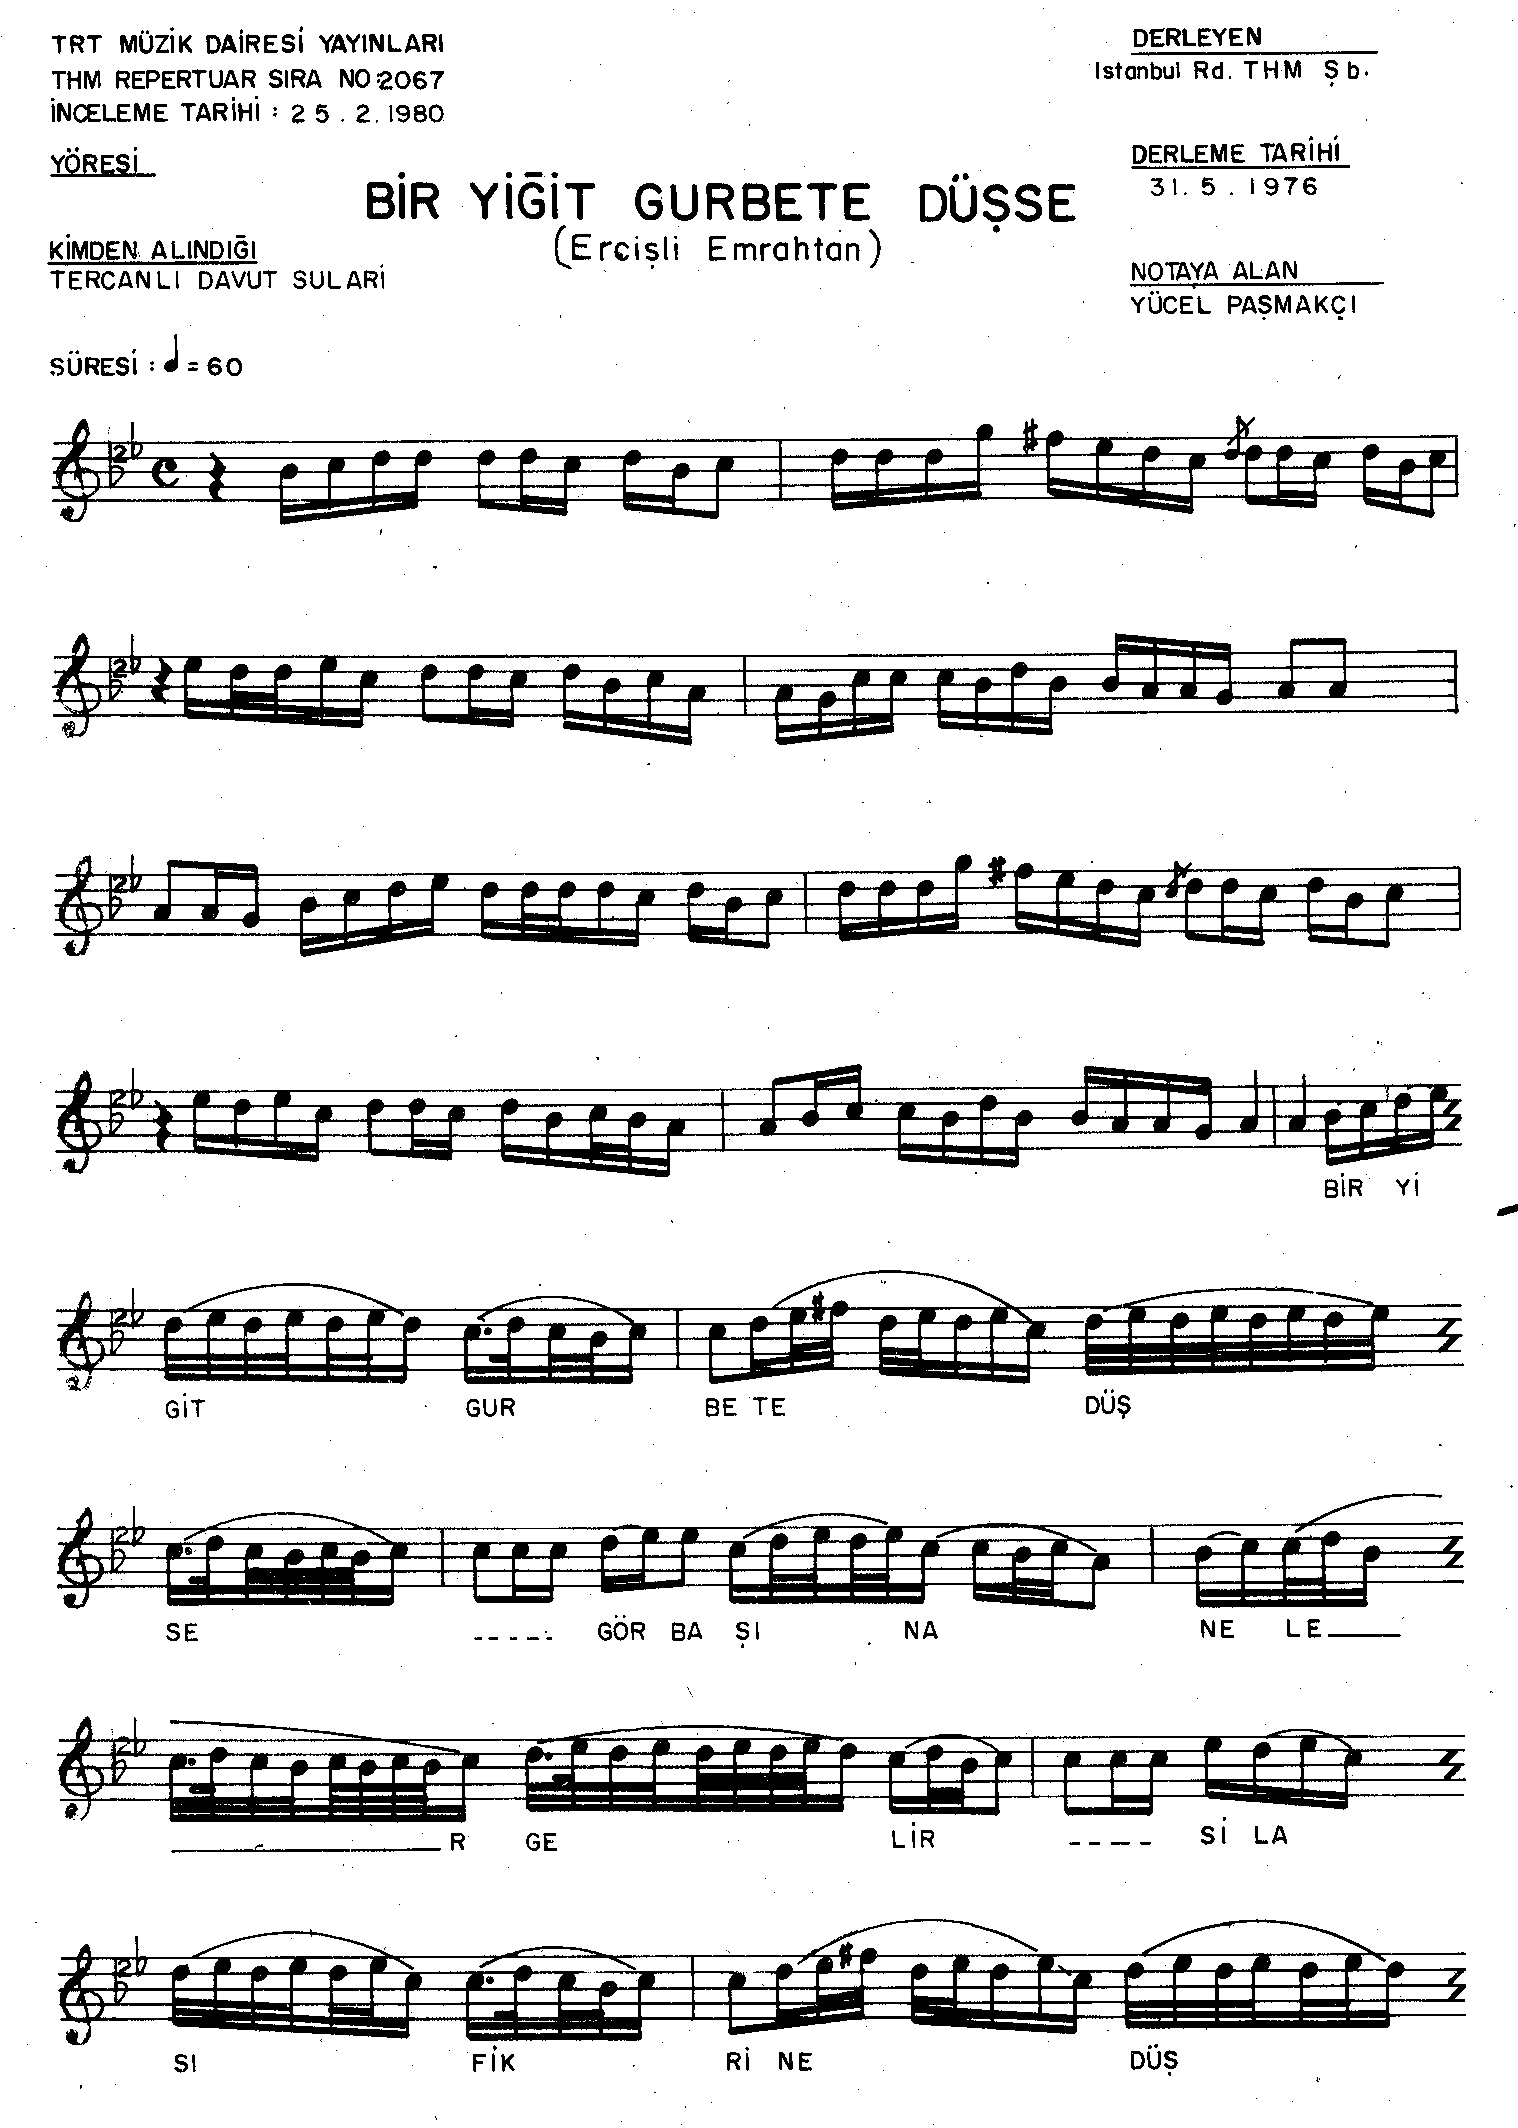 TRT MÜZİK DAİRESİ YAYINLARI
THM REPERTUAR SIRA NO:2067
İNCELEME TARİHİ : 25.2.1980
DERLEYEN
Istanbul Rd. THM Şb.
YÖRESİ
DERLEME TARİHİ
31.5.1976
BİR YİĞİT GURBETE DÜŞSE
(Ercişli Emrahtan)
KİMDEN ALINDIĞI
TERCANLI DAVUT SULARİ
NOTAYA ALAN
YÜCEL PAŞMAKÇI
SÜRESİ : ♩ = 60
BİR Yİ
GİT GUR BE TE DÜŞ
SE ----- GÖR BA ŞI NA NE LE
R GE LİR ---- Sİ LA
SI FİK Rİ NE DÜŞ